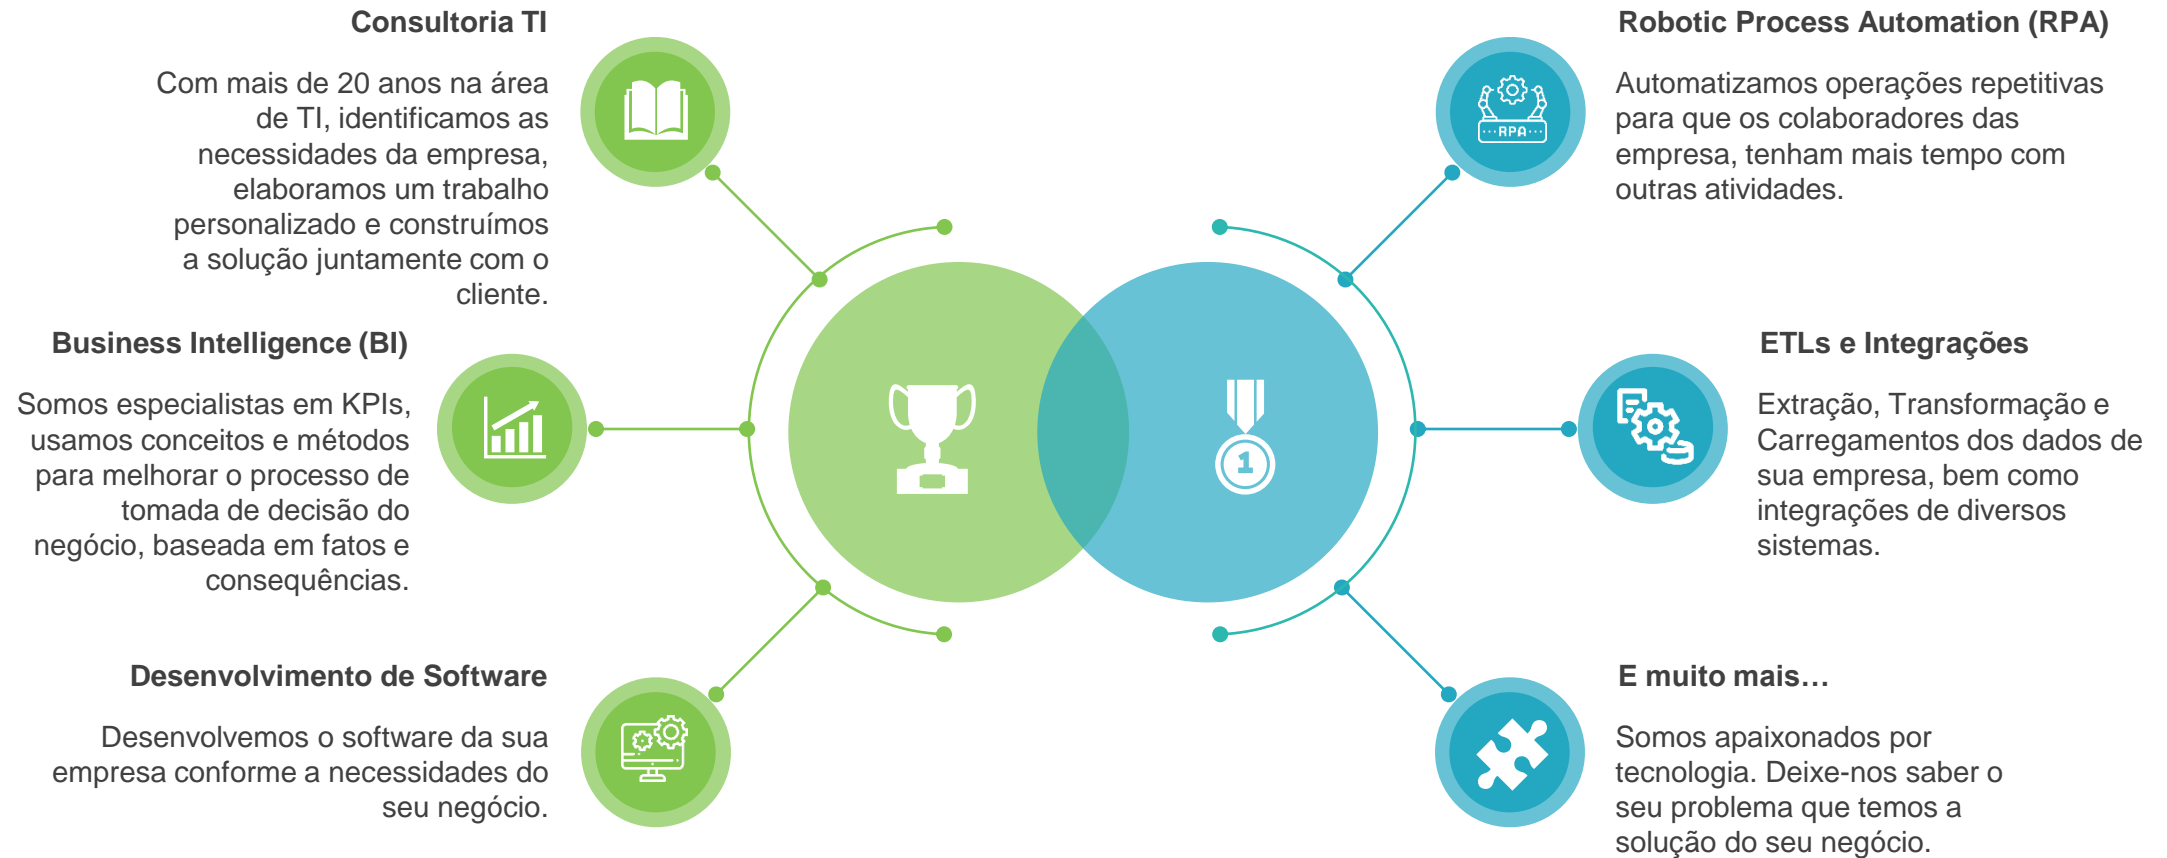 Consultoria TI
Com mais de 20 anos na área
de TI, identificamos as
necessidades da empresa,
elaboramos um trabalho
personalizado e construímos
a solução juntamente com o
cliente.
Business Intelligence (BI)
Somos especialistas em KPIs,
usamos conceitos e métodos
para melhorar o processo de
tomada de decisão do
negócio, baseada em fatos e
consequências.
Desenvolvimento de Software
Desenvolvemos o software da sua
empresa conforme a necessidades do
seu negócio.
1
Robotic Process Automation (RPA)
RPA
Automatizamos operações repetitivas
para que os colaboradores das
empresa, tenham mais tempo com
outras atividades.
ETLs e Integrações
Extração, Transformação e
Carregamentos dos dados de
sua empresa, bem como
integrações de diversos
sistemas.
E muito mais…
Somos apaixonados por
tecnologia. Deixe-nos saber o
seu problema que temos a
solução do seu negócio.